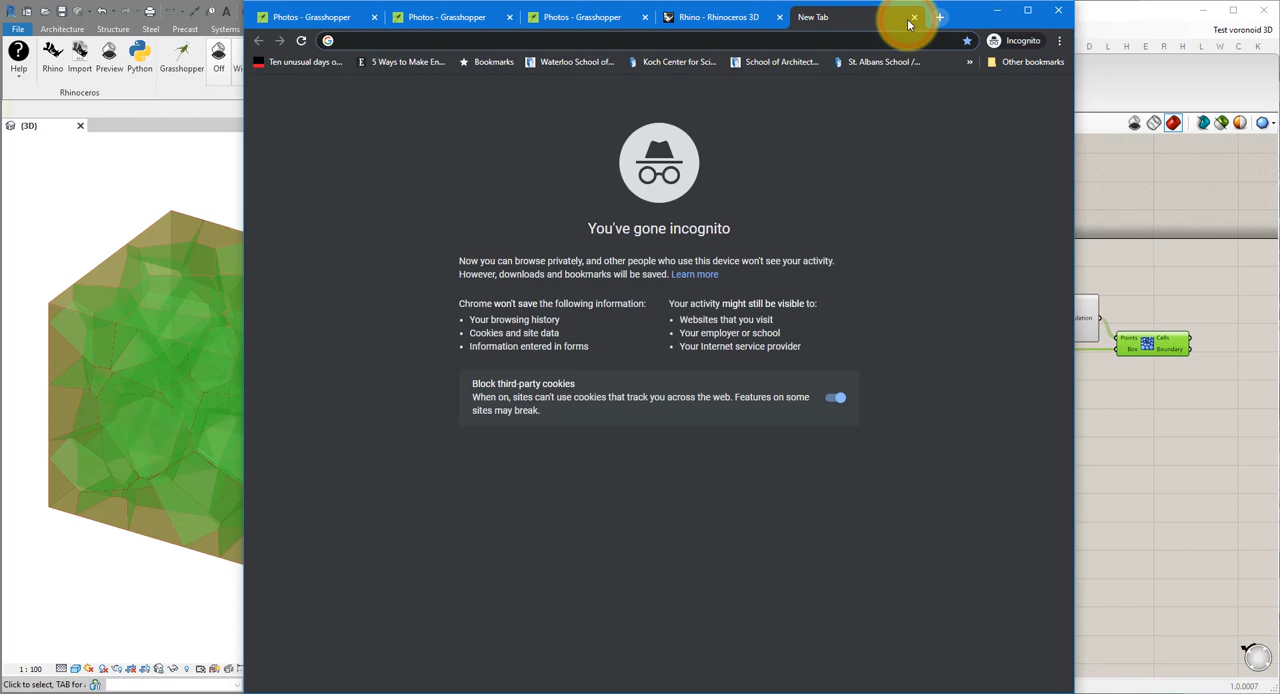 Photos - Grasshopper
Photos - Grasshopper
Photos - Grasshopper
Rhino - Rhinoceros 3D
New Tab
File
Architecture
Structure
Steel
Precast
Systems
Incognito
Test voronoid 3D
D L H E R L W C K
Help
Rhino
Import
Preview
Python
Grasshopper
Off
Rhinoceros
Ten unusual days o...
5 Ways to Make En...
Bookmarks
Waterloo School of...
Koch Center for Sci...
School of Architect...
St. Albans School /...
»
Other bookmarks
{3D}
You've gone incognito
Now you can browse privately, and other people who use this device won't see your activity.
However, downloads and bookmarks will be saved. Learn more
Chrome won't save the following information:
• Your browsing history
• Cookies and site data
• Information entered in forms
Your activity might still be visible to:
• Websites that you visit
• Your employer or school
• Your Internet service provider
Block third-party cookies
When on, sites can't use cookies that track you across the web. Features on some
sites may break.
Points
Cells
Box
Boundary
1 : 100
Click to select, TAB for
1.0.0007